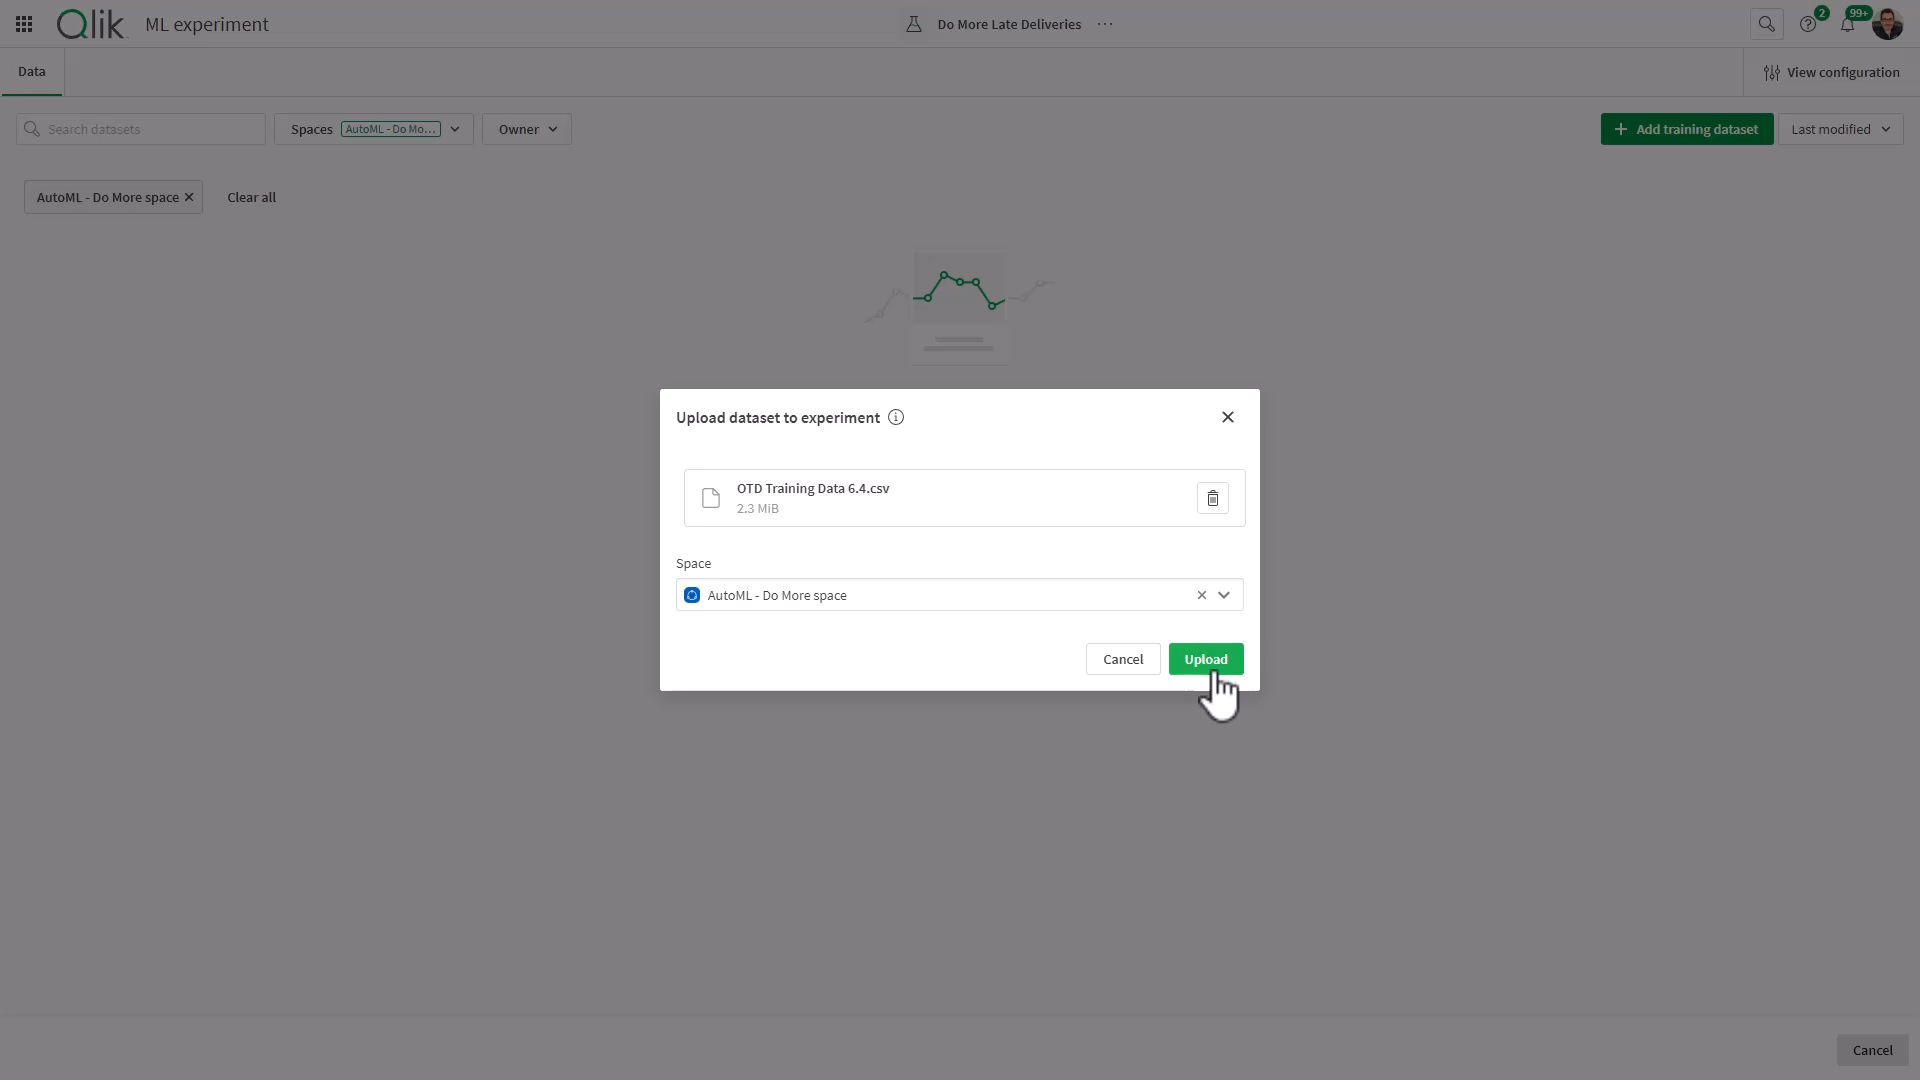 Qlik ML experiment
Do More Late Deliveries ···
2
99+
Data
View configuration
Search datasets
Spaces AutoML - Do Mo...
Owner
+ Add training dataset
Last modified
AutoML - Do More space ✕
Clear all
Upload dataset to experiment
OTD Training Data 6.4.csv
2.3 MiB
Space
AutoML - Do More space
Cancel
Upload
Cancel